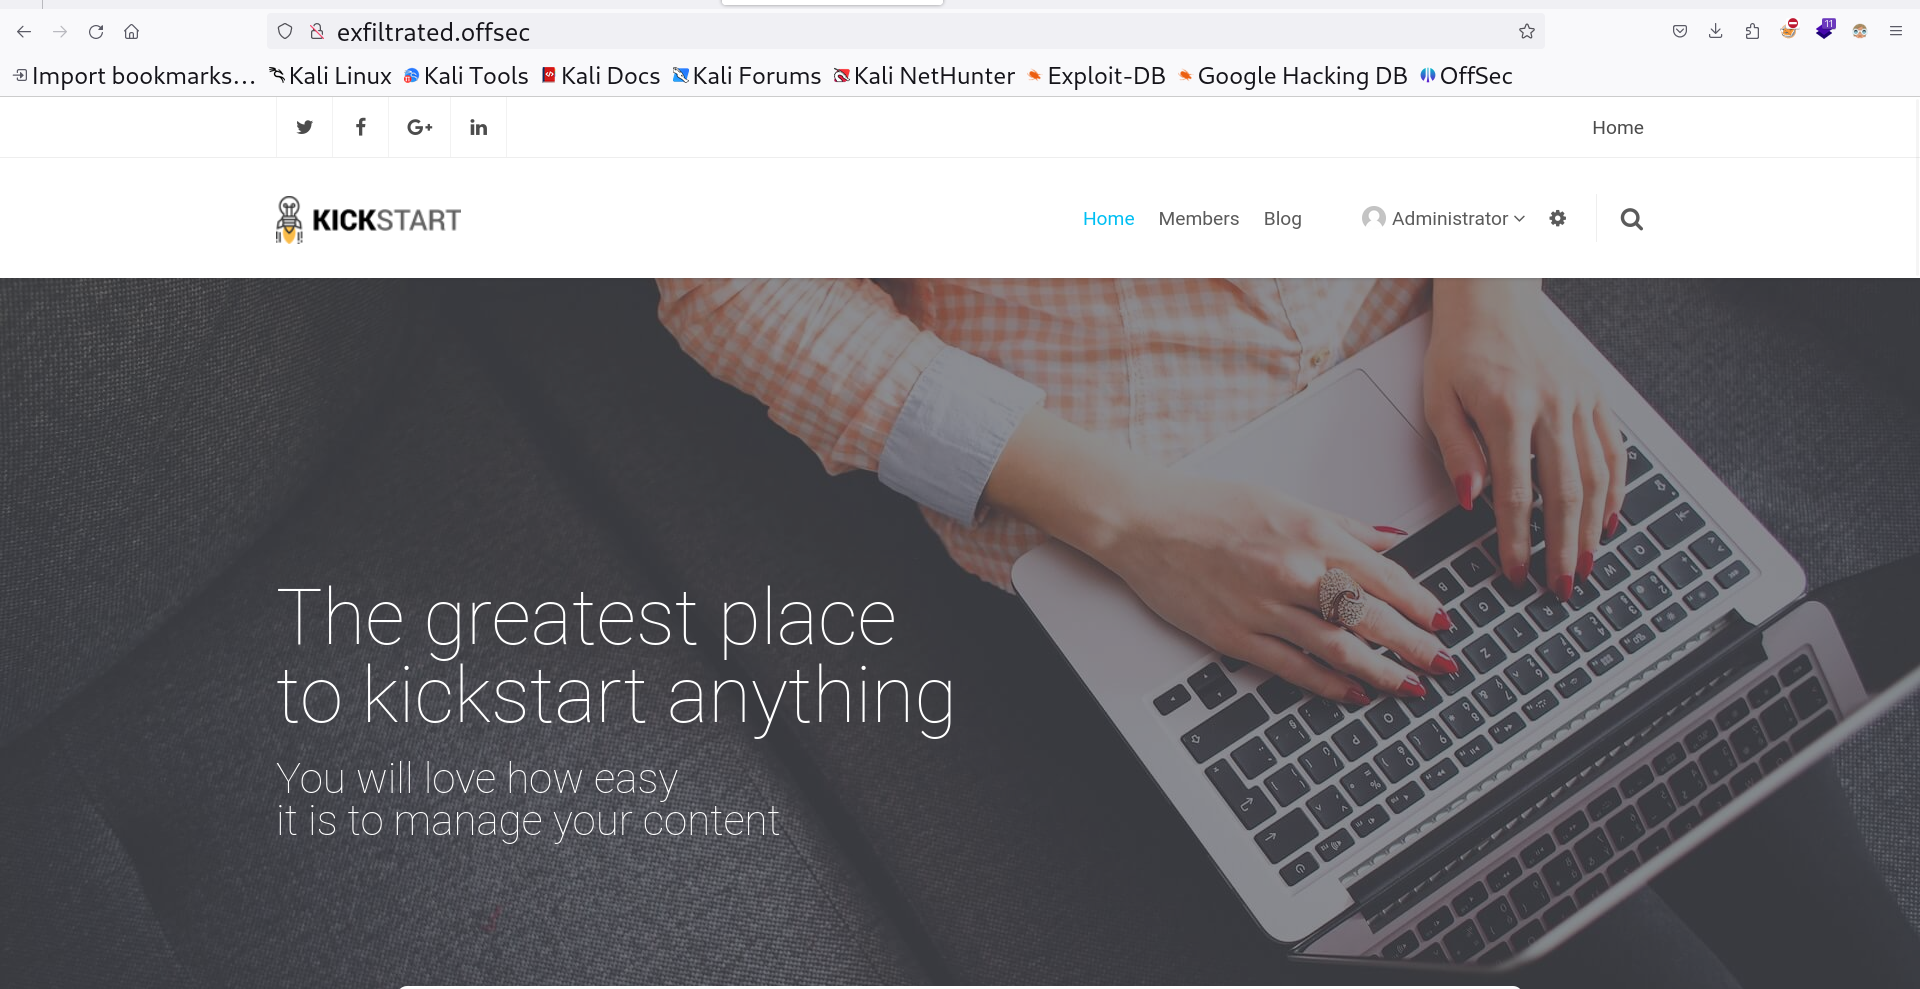 exfiltrated.offsec
11
Import bookmarks... Kali Linux Kali Tools Kali Docs Kali Forums Kali NetHunter Exploit-DB Google Hacking DB OffSec
G+ in Home
KICKSTART Home Members Blog Administrator
The greatest place
to kickstart anything
You will love how easy
it is to manage your content